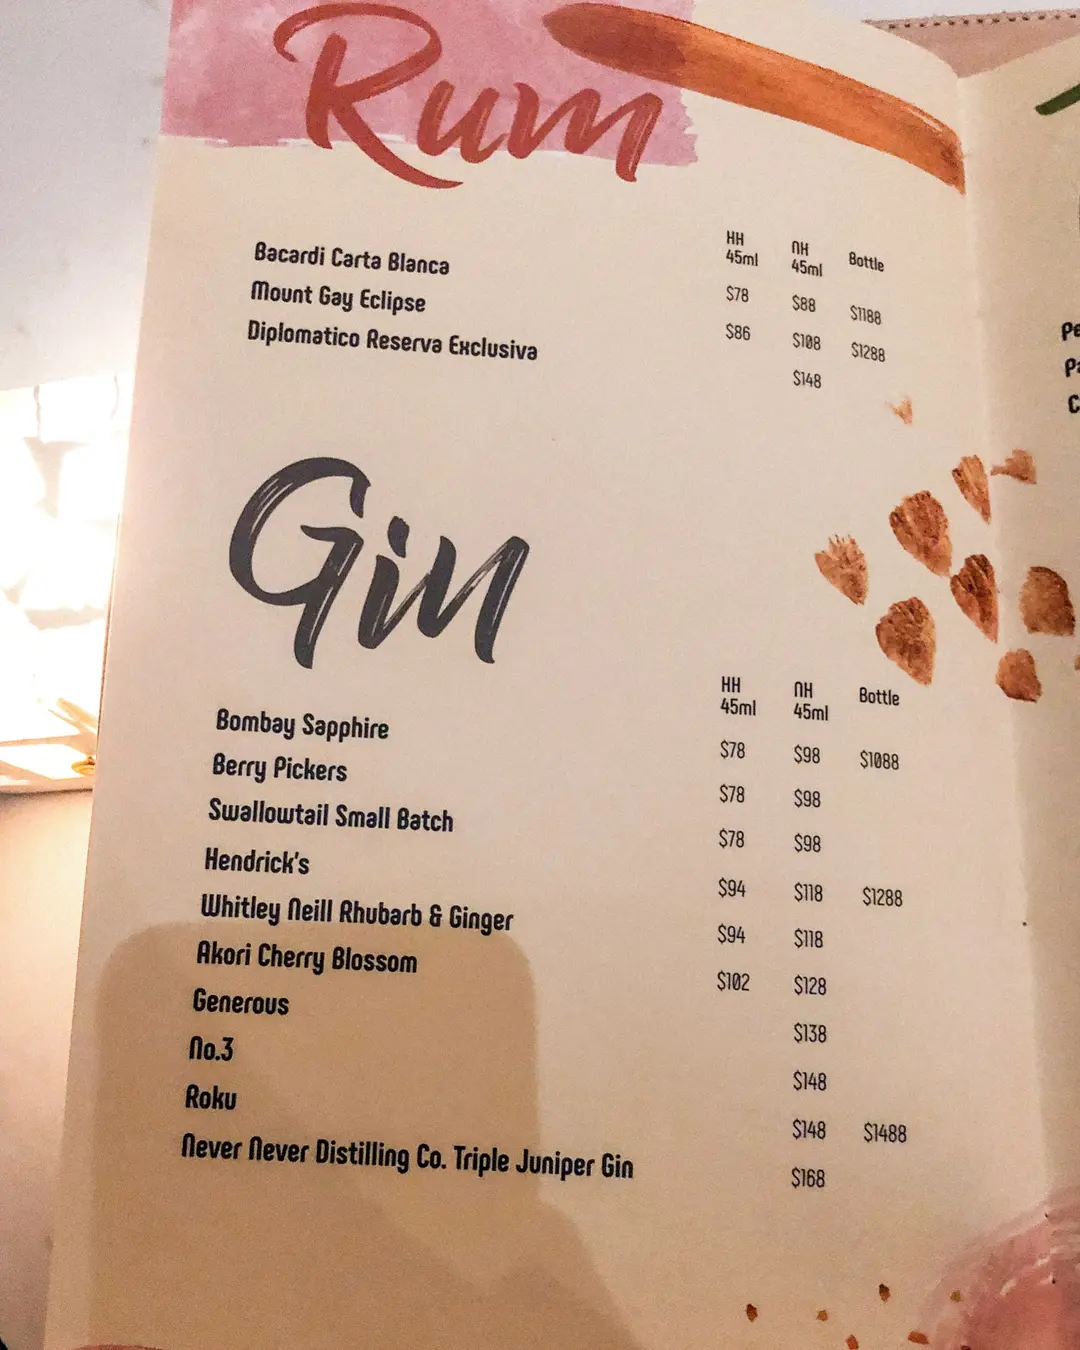 Rum
HH NH Bottle
45ml 45ml
Bacardi Carta Blanca $78 $88 $1188
Mount Gay Eclipse $86 $108 $1288
Diplomatico Reserva Exclusiva $148
Gin
HH NH Bottle
45ml 45ml
Bombay Sapphire $78 $98 $1088
Berry Pickers $78 $98
Swallowtail Small Batch $78 $98
Hendrick's $94 $118 $1288
Whitley Neill Rhubarb & Ginger $94 $118
Akori Cherry Blossom $102 $128
Generous $138
No.3 $148
Roku $148 $1488
Never Never Distilling Co. Triple Juniper Gin $168